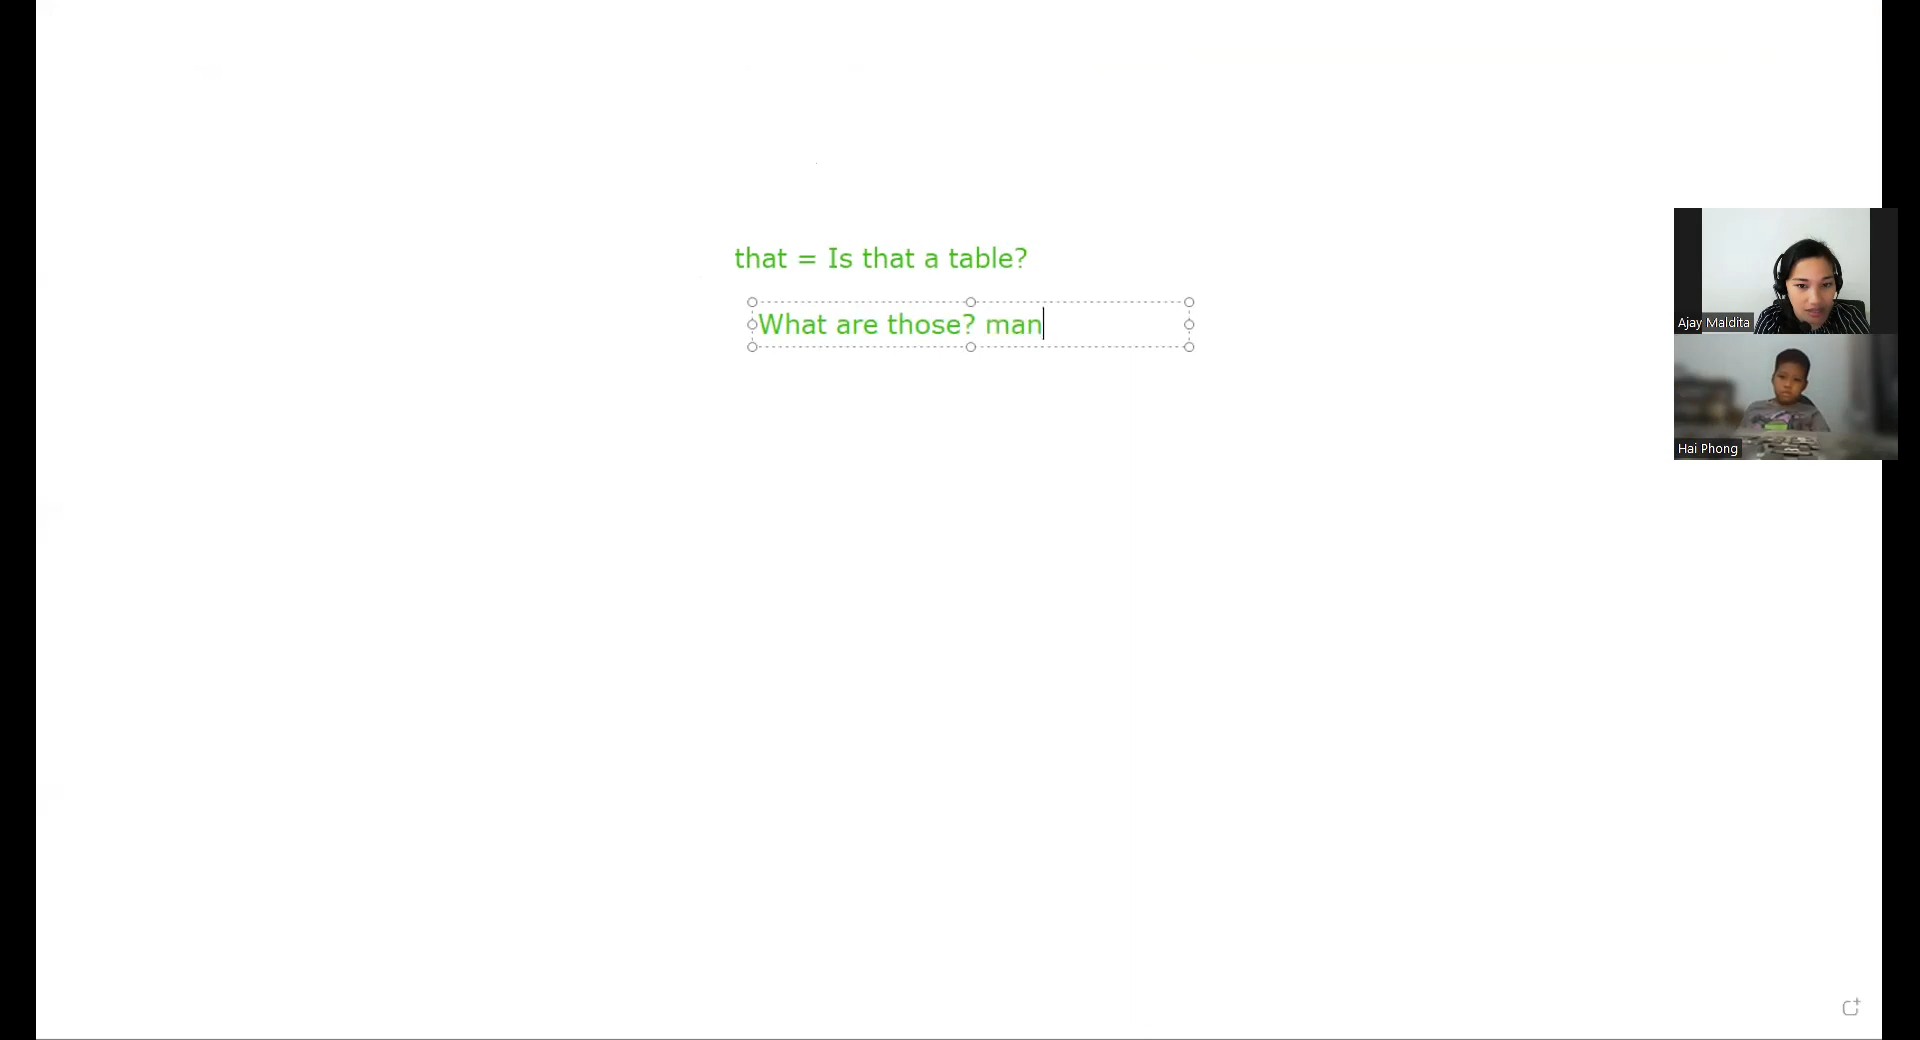 that = Is that a table?
What are those? man
Ajay Maldita
Hai Phong